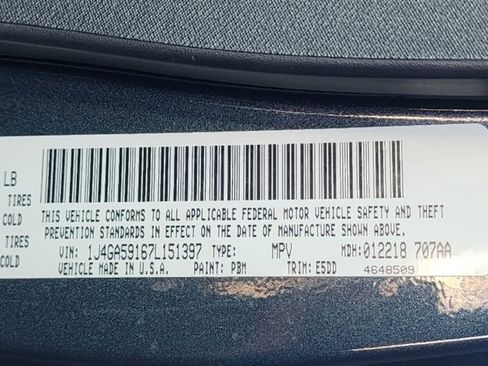 LB
TIRES
COLD
TIRES
COLD
THIS VEHICLE CONFORMS TO ALL APPLICABLE FEDERAL MOTOR VEHICLE SAFETY AND THEFT
PREVENTION STANDARDS IN EFFECT ON THE DATE OF MANUFACTURE SHOWN ABOVE.
VIN: 1J4GA59167L151397 TYPE: MPV MDH: 012218 707AA
VEHICLE MADE IN U.S.A. PAINT: PBM TRIM: E5DD 4648509